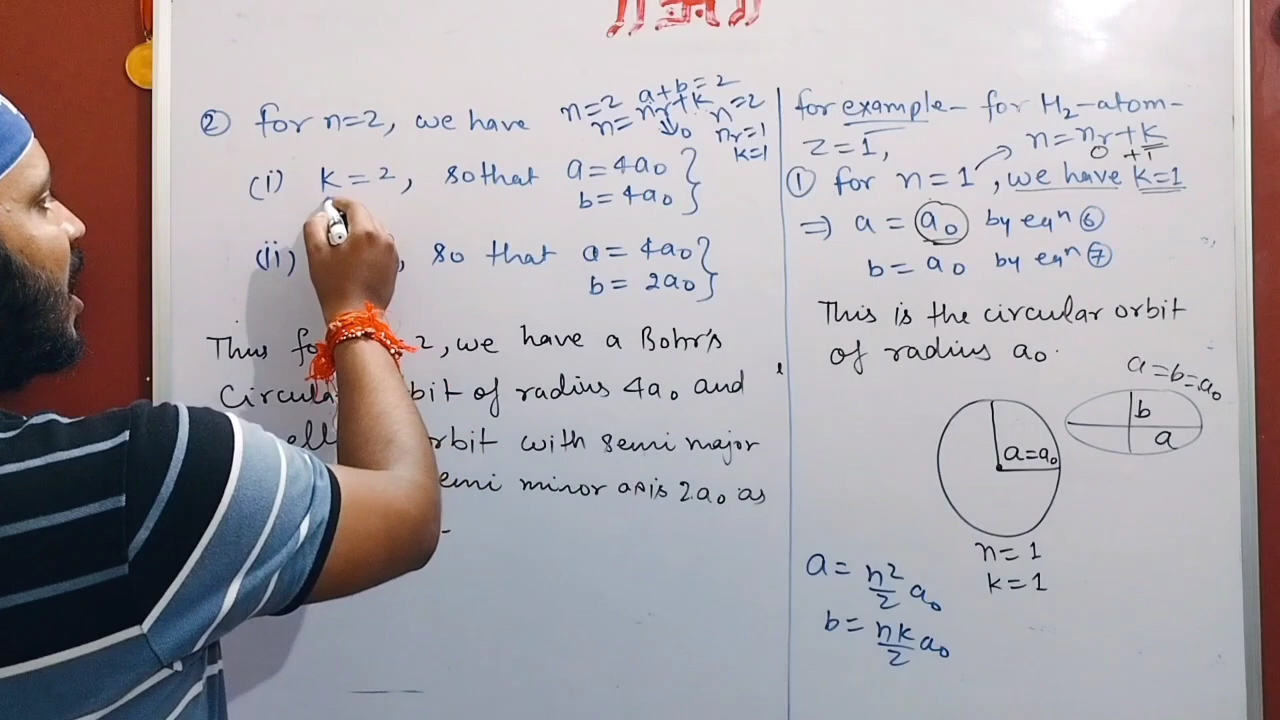 ② for n=2, we have
n=2 a+b=2
n= nr+k n=2
↓0 nr=1
k=1
(i) k=2, so that a=4a₀ }
b=4a₀ }
(ii) , so that a= 4a₀ }
b= 2a₀ }
Thus fo 2, we have a Bohr's
Circula bit of radius 4a₀ and
ell rbit with semi major
emi minor axis 2a₀ as
for example- for H₂-atom-
z=1, n=nr+k
0 +1
① for n=1, we have k=1
⇒ a = a₀ by eqⁿ ⑥
b= a₀ by eqⁿ ⑦
This is the circular orbit
of radius a₀.
a=b=a₀
b
a
a=a₀
n=1
k=1
a= n²/z a₀
b= nk/z a₀